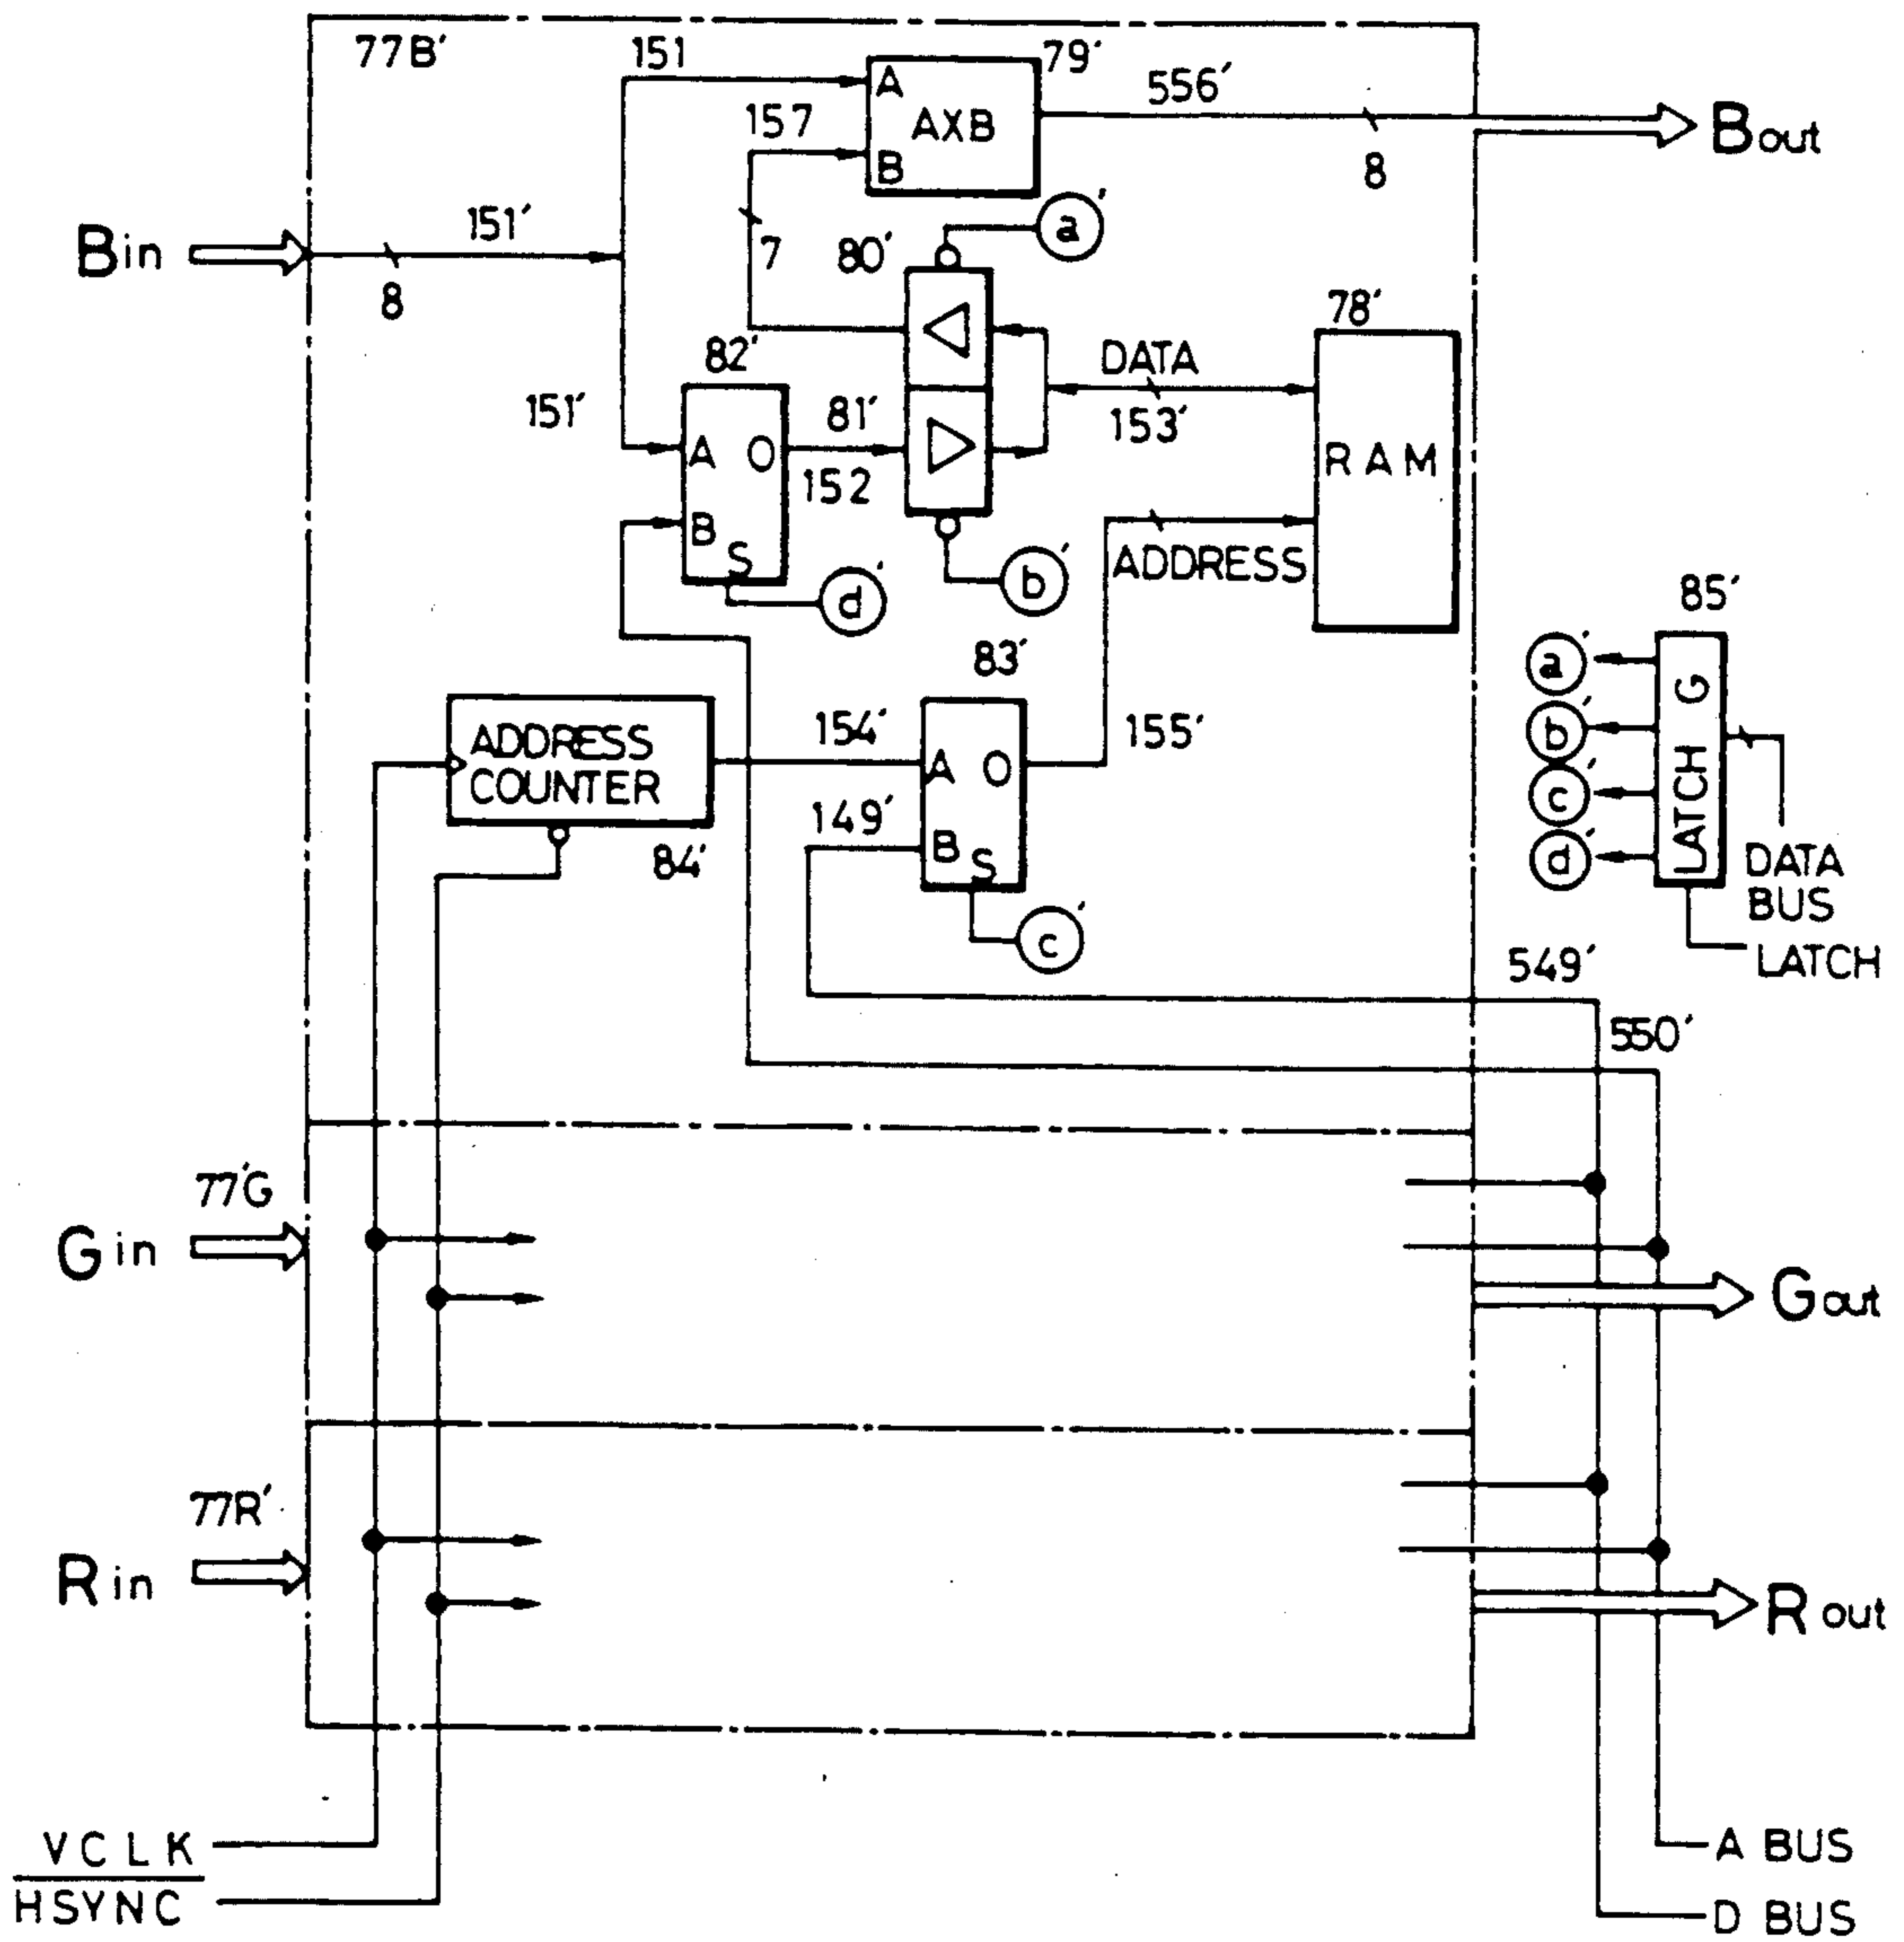 77B'
151
79'
556'
A
AXB
B
157
Bout
8
a'
Bin
151'
8
7
80'
78'
82'
DATA
153'
151'
A
O
B
S
81'
152
RAM
d'
b'
ADDRESS
85'
83'
a'
b'
c'
d'
LATCH G
DATA
BUS
LATCH
ADDRESS
COUNTER
84'
154'
149'
A
O
B
S
155'
c'
549'
550'
77'G
Gin
Gout
77R'
Rin
Rout
VCLK
HSYNC
A BUS
D BUS